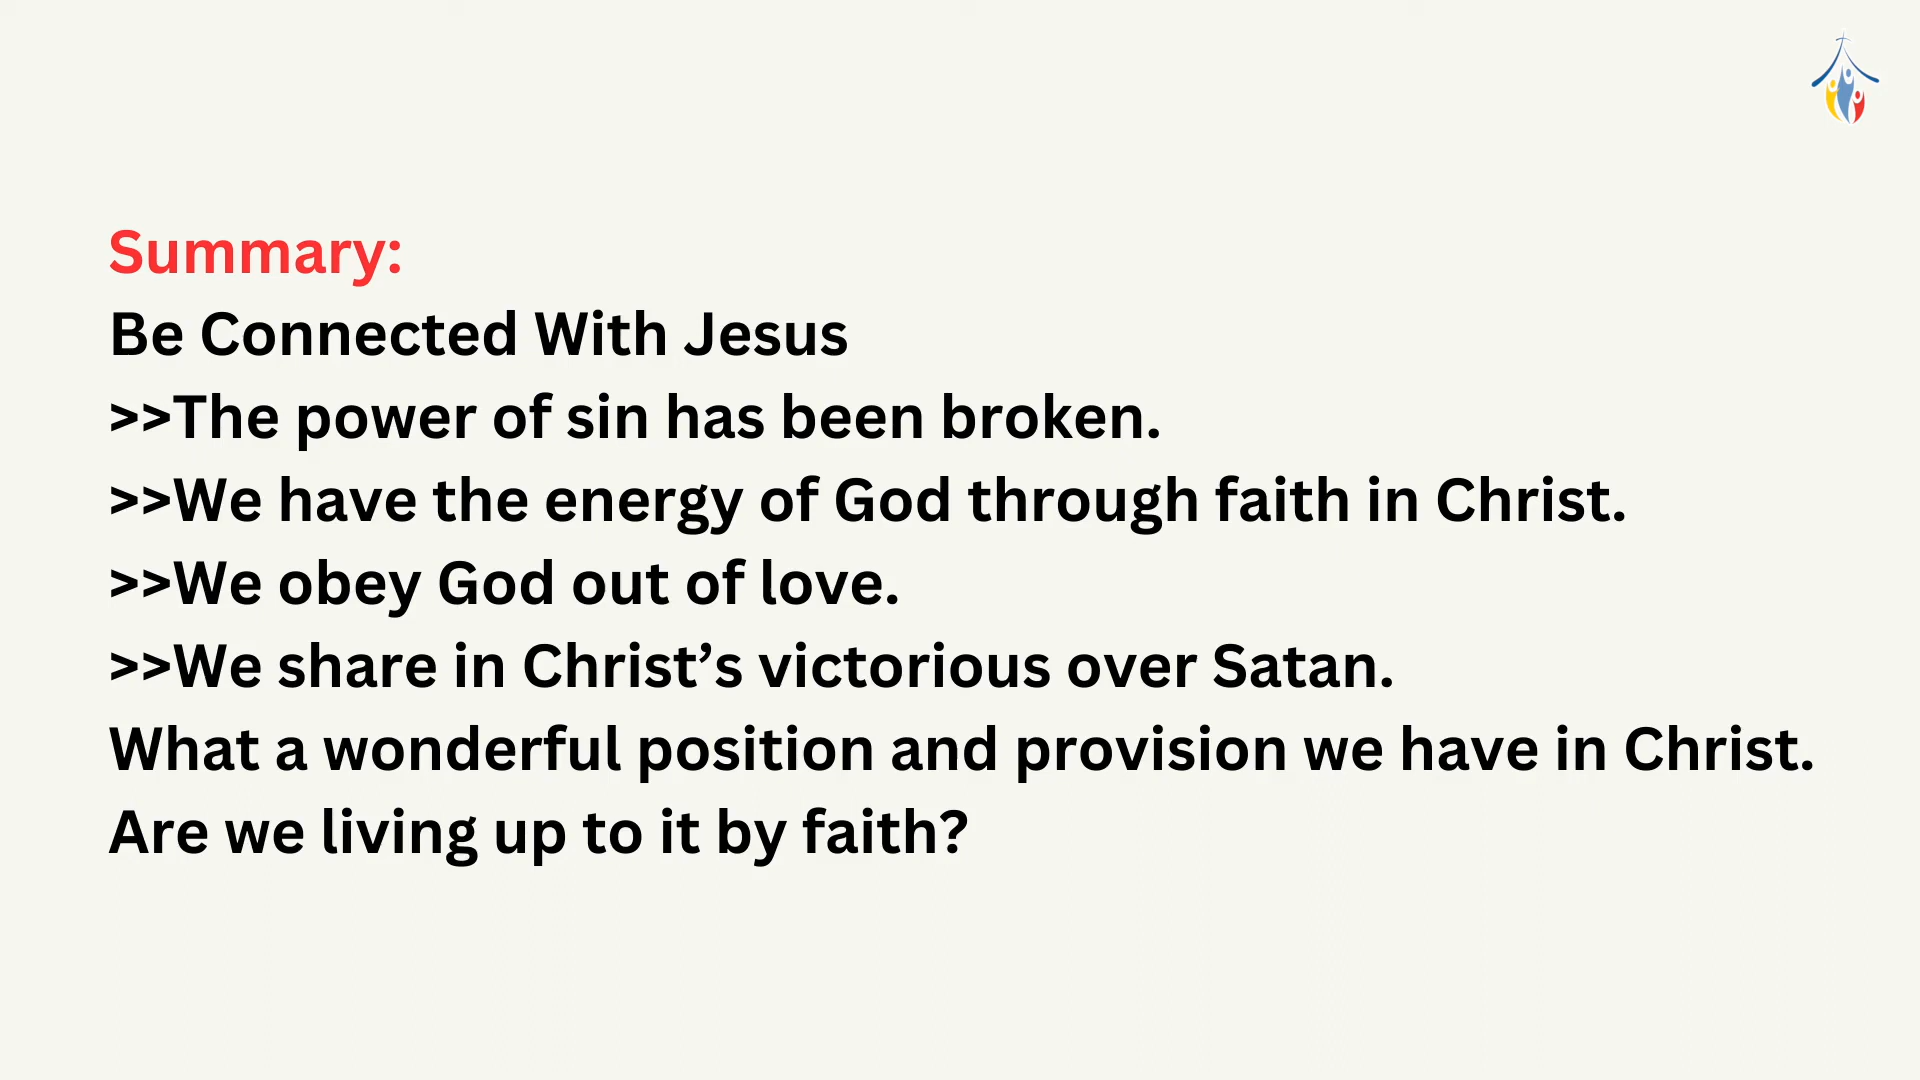 Summary:
Be Connected With Jesus
>>The power of sin has been broken.
>>We have the energy of God through faith in Christ.
>>We obey God out of love.
>>We share in Christ’s victorious over Satan.
What a wonderful position and provision we have in Christ.
Are we living up to it by faith?